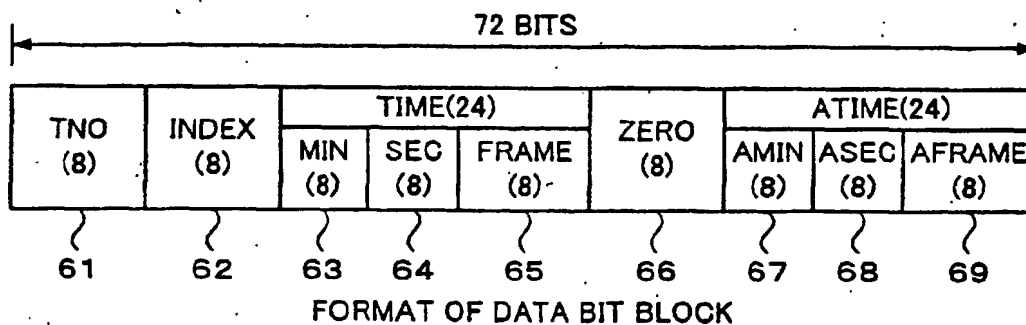 72 BITS
TNO (8) INDEX (8) TIME(24) ZERO (8) ATIME(24)
MIN (8) SEC (8) FRAME (8) AMIN (8) ASEC (8) AFRAME (8)
61 62 63 64 65 66 67 68 69
FORMAT OF DATA BIT BLOCK